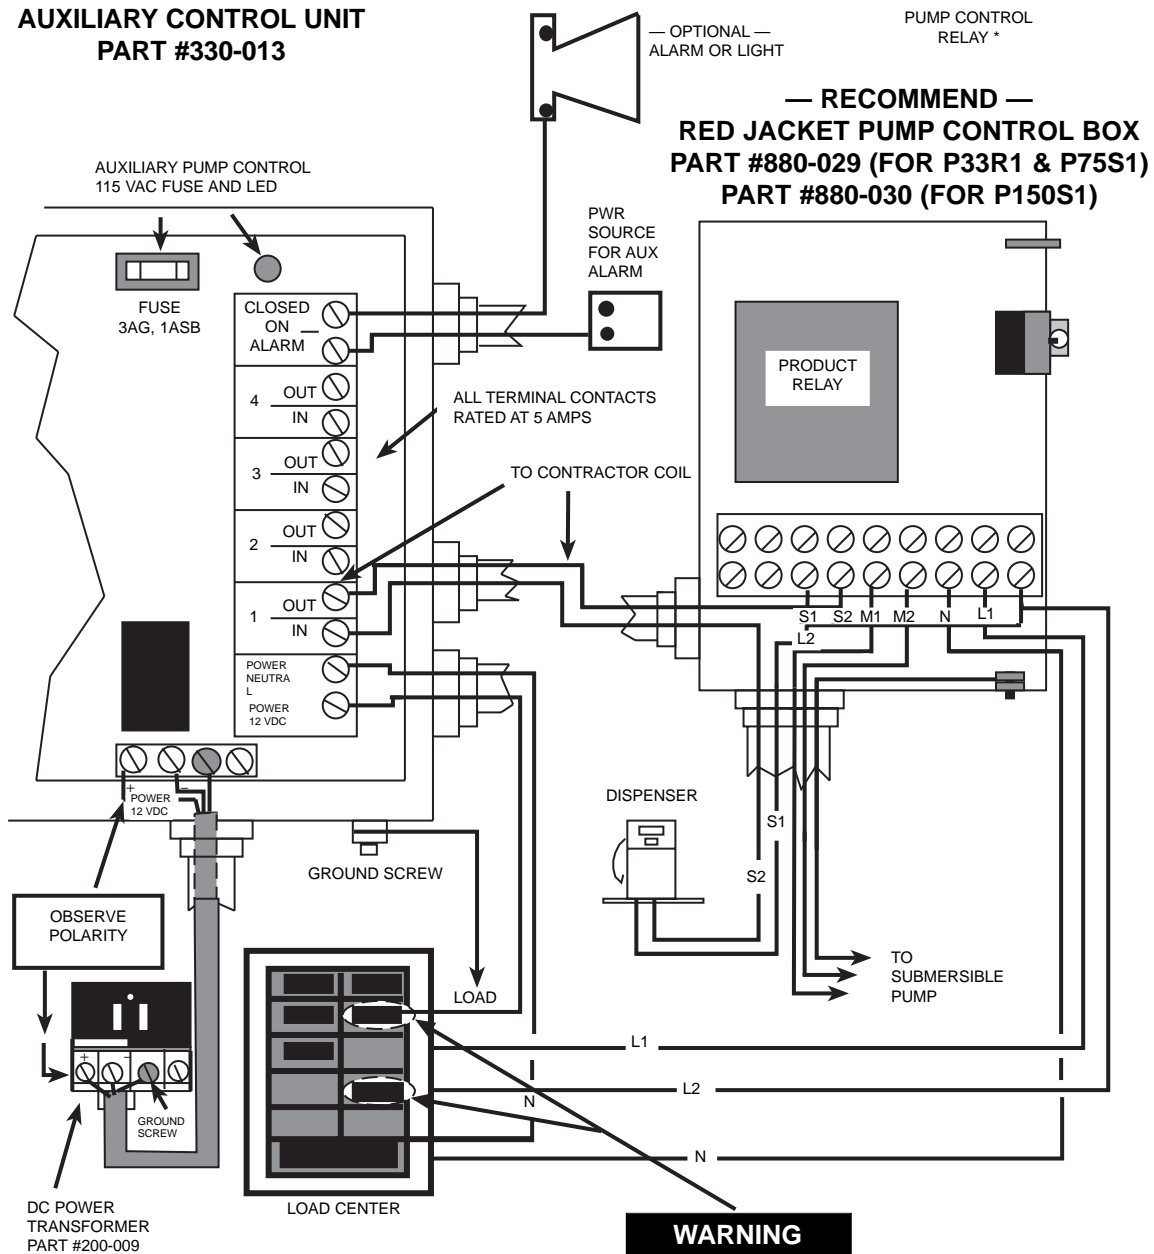 AUXILIARY CONTROL UNIT
PART #330-013
— OPTIONAL —
ALARM OR LIGHT
PUMP CONTROL
RELAY *
— RECOMMEND —
RED JACKET PUMP CONTROL BOX
PART #880-029 (FOR P33R1 & P75S1)
PART #880-030 (FOR P150S1)
AUXILIARY PUMP CONTROL
115 VAC FUSE AND LED
PWR
SOURCE
FOR AUX
ALARM
FUSE
3AG, 1ASB
CLOSED
ON
ALARM
4
OUT
IN
3
OUT
IN
2
OUT
IN
1
OUT
IN
POWER
NEUTRA
L
POWER
12 VDC
ALL TERMINAL CONTACTS
RATED AT 5 AMPS
TO CONTRACTOR COIL
PRODUCT
RELAY
S1 S2 M1 M2 N L1
L2
+ –
POWER
12 VDC
DISPENSER
S1
S2
GROUND SCREW
OBSERVE
POLARITY
LOAD
TO
SUBMERSIBLE
PUMP
+ –
L1
L2
N
GROUND
SCREW
N
LOAD CENTER
DC POWER
TRANSFORMER
PART #200-009
WARNING